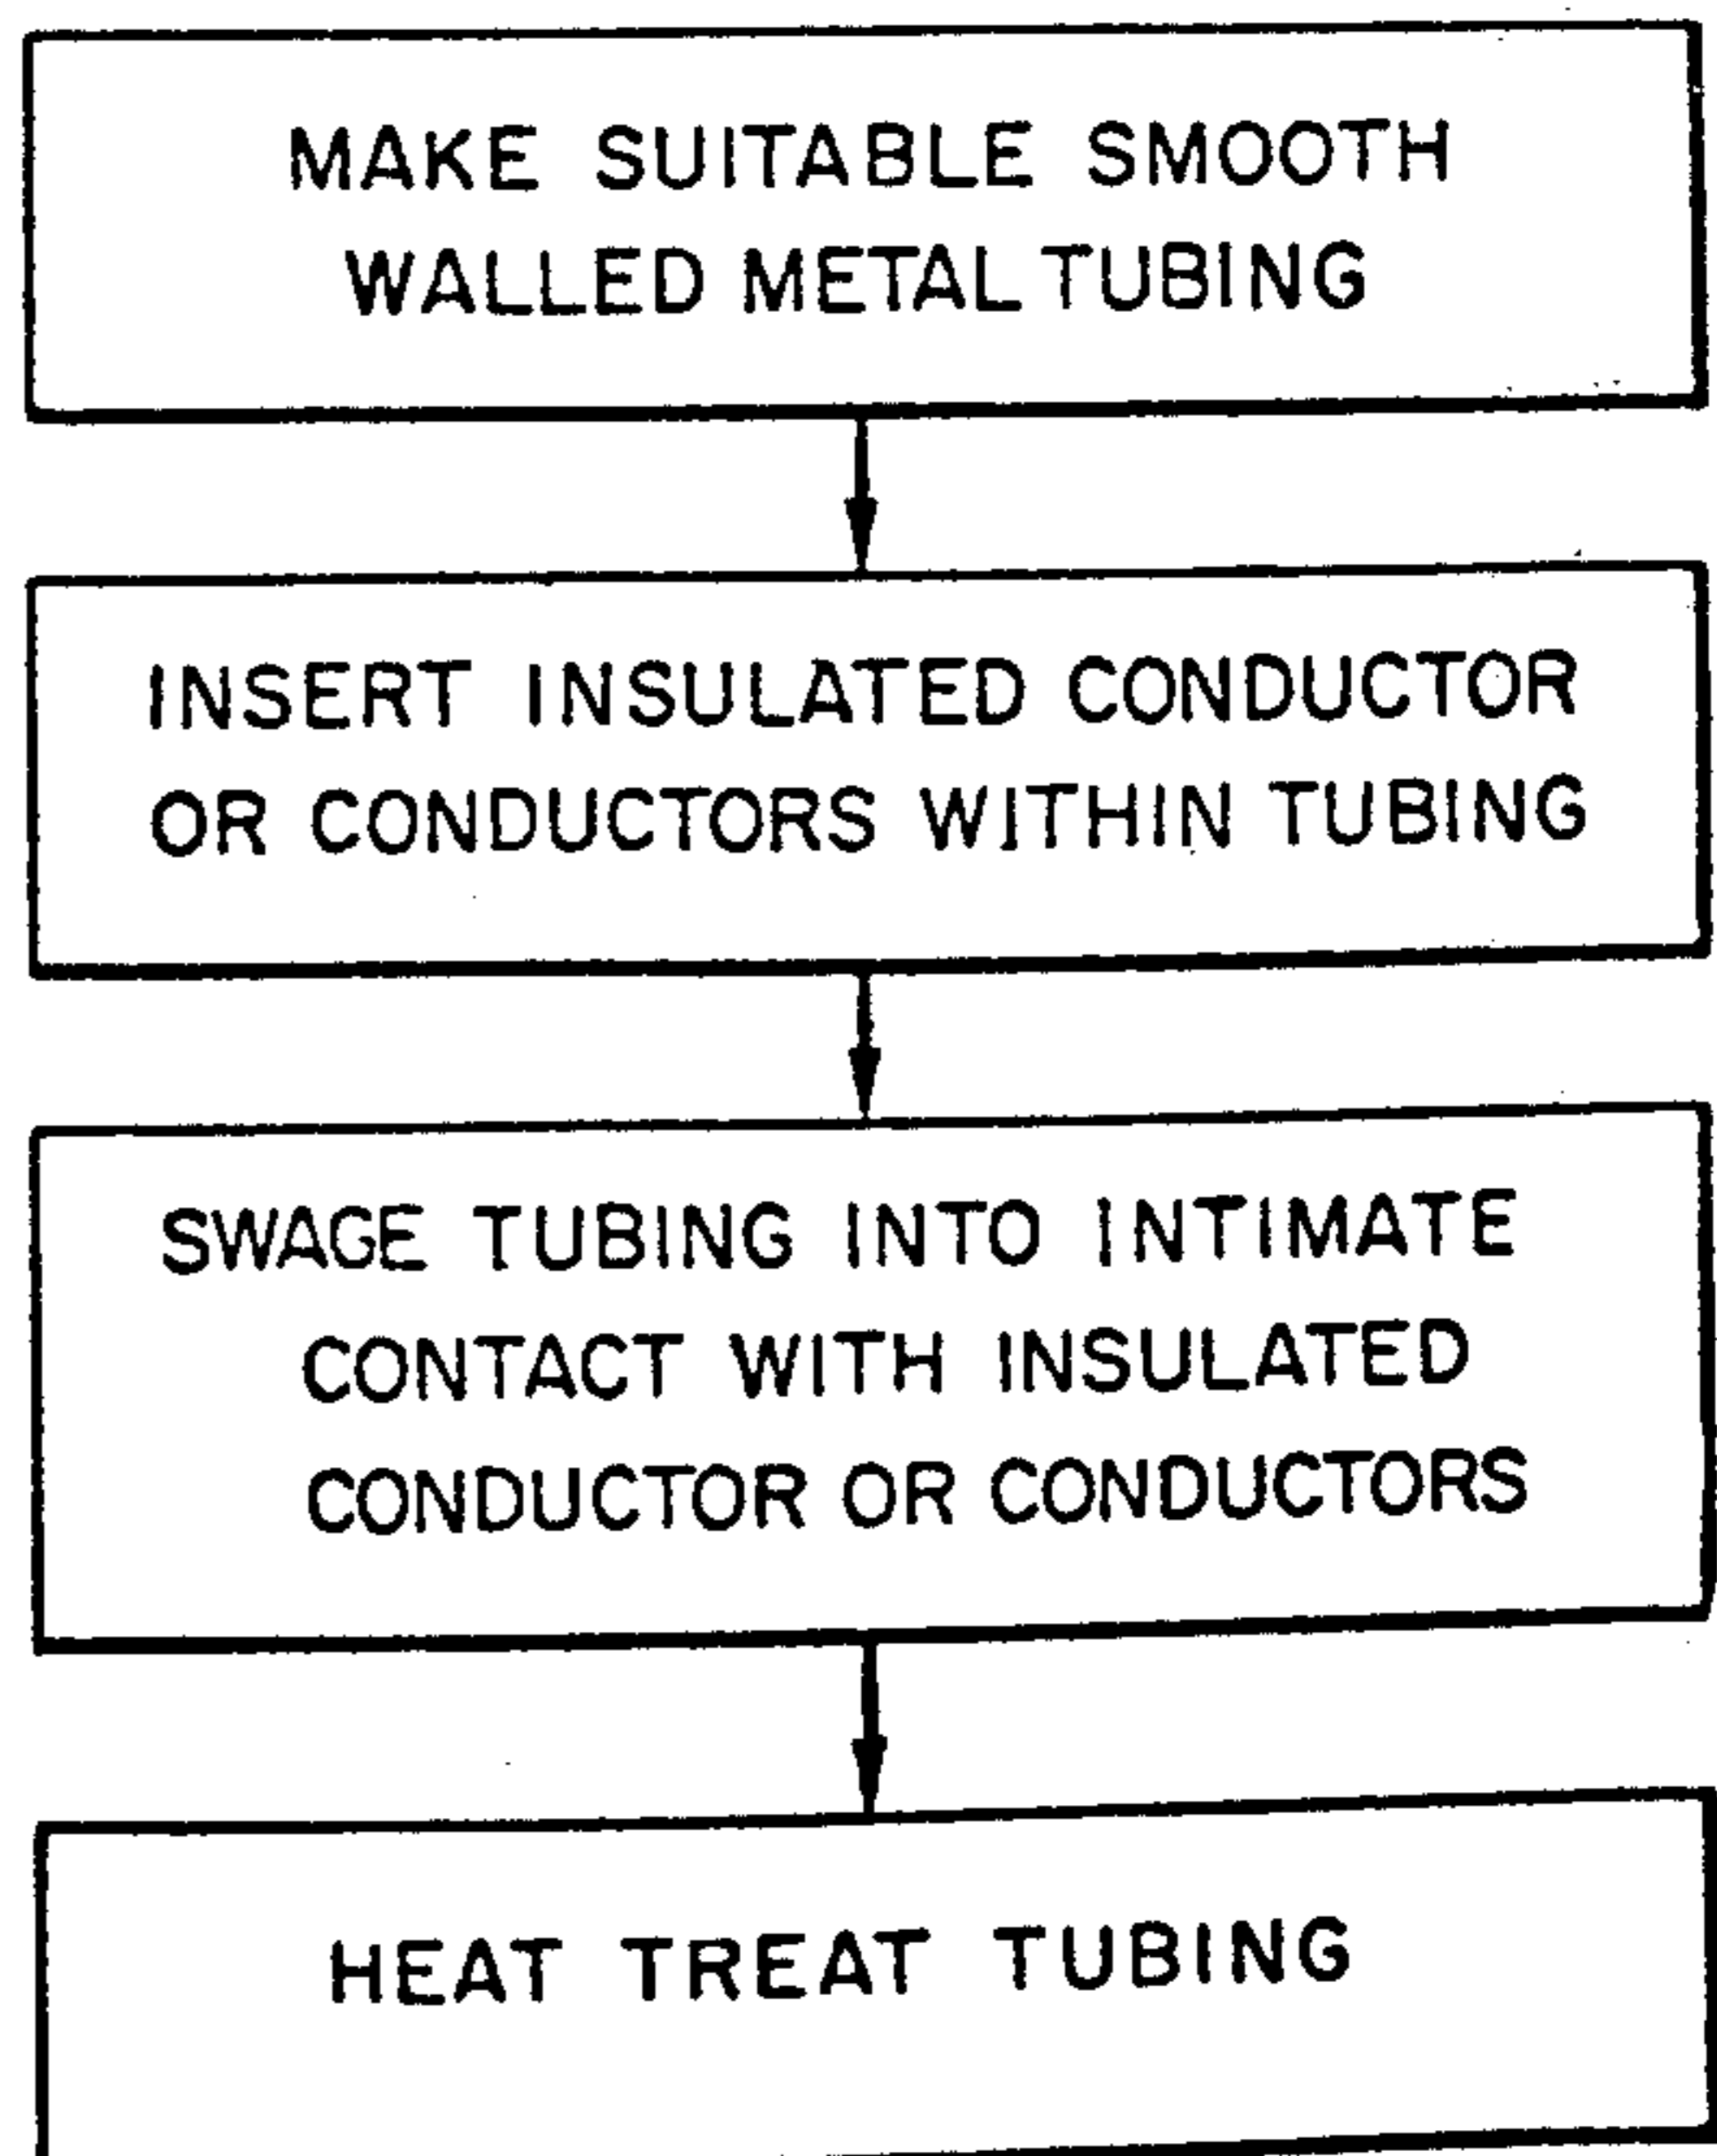 MAKE SUITABLE SMOOTH
WALLED METAL TUBING
INSERT INSULATED CONDUCTOR
OR CONDUCTORS WITHIN TUBING
SWAGE TUBING INTO INTIMATE
CONTACT WITH INSULATED
CONDUCTOR OR CONDUCTORS
HEAT TREAT TUBING